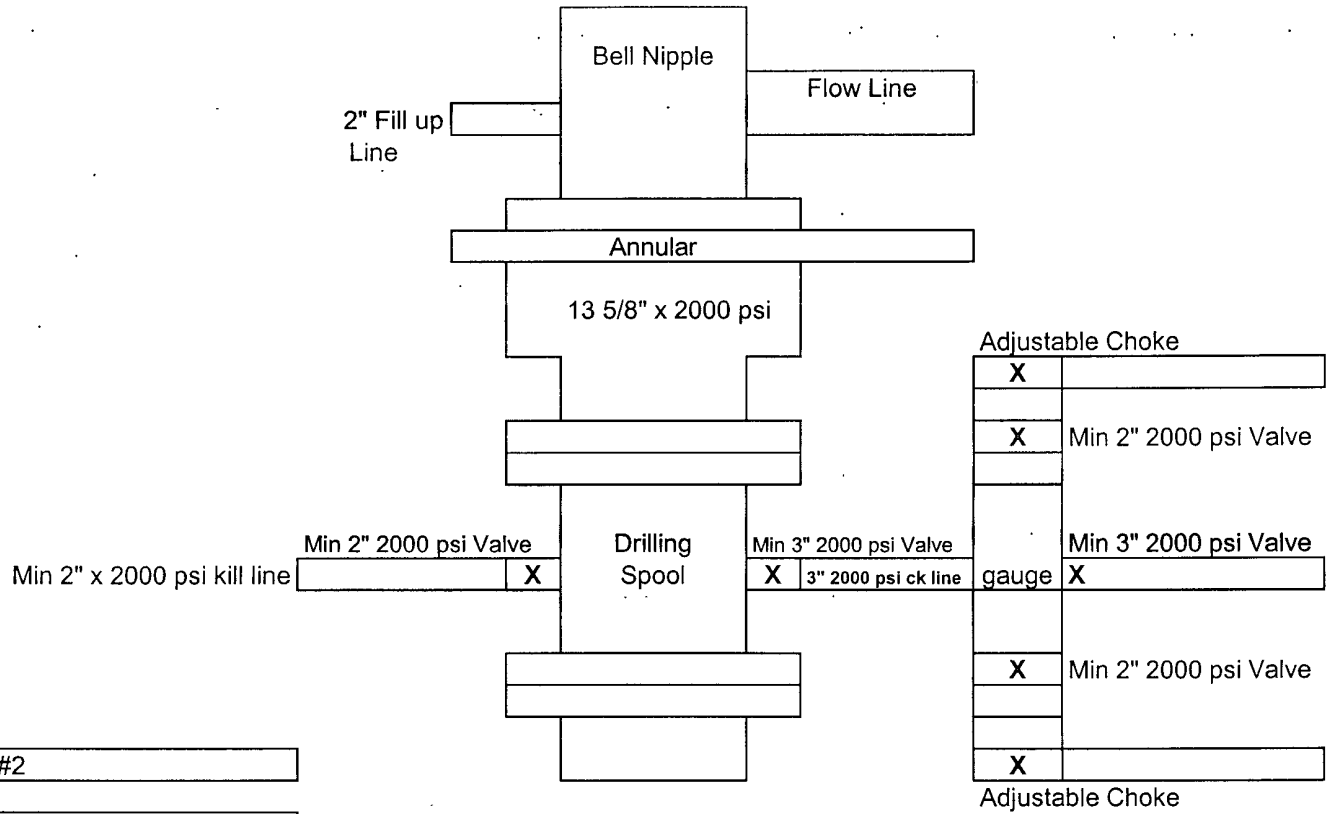 Bell Nipple
Flow Line
2" Fill up
Line
Annular
13 5/8" x 2000 psi
Adjustable Choke
X
X
Min 2" 2000 psi Valve
Min 2" 2000 psi Valve
Drilling
Spool
Min 3" 2000 psi Valve
Min 3" 2000 psi Valve
Min 2" x 2000 psi kill line
X
X
3" 2000 psi ck line
gauge
X
X
Min 2" 2000 psi Valve
#2
X
Adjustable Choke